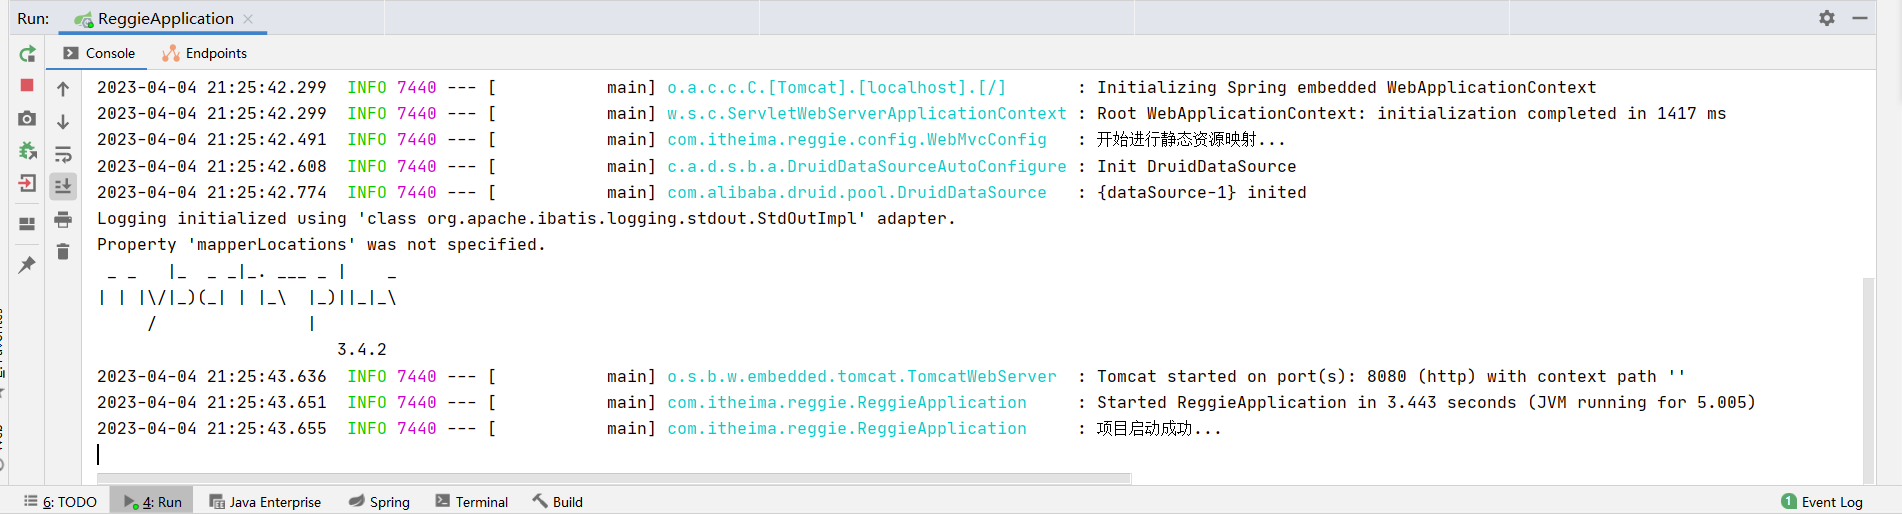 Run: ReggieApplication
Console Endpoints
2023-04-04 21:25:42.299  INFO 7440 --- [           main] o.a.c.c.C.[Tomcat].[localhost].[/]       : Initializing Spring embedded WebApplicationContext
2023-04-04 21:25:42.299  INFO 7440 --- [           main] w.s.c.ServletWebServerApplicationContext : Root WebApplicationContext: initialization completed in 1417 ms
2023-04-04 21:25:42.491  INFO 7440 --- [           main] com.itheima.reggie.config.WebMvcConfig   : 开始进行静态资源映射...
2023-04-04 21:25:42.608  INFO 7440 --- [           main] c.a.d.s.b.a.DruidDataSourceAutoConfigure : Init DruidDataSource
2023-04-04 21:25:42.774  INFO 7440 --- [           main] com.alibaba.druid.pool.DruidDataSource   : {dataSource-1} inited
Logging initialized using 'class org.apache.ibatis.logging.stdout.StdOutImpl' adapter.
Property 'mapperLocations' was not specified.
 _ _   |_  _ _|_. ___ _ |    _
| | |\/|_)(_| | |_\  |_)||_|_\
     /               |
                        3.4.2
2023-04-04 21:25:43.636  INFO 7440 --- [           main] o.s.b.w.embedded.tomcat.TomcatWebServer  : Tomcat started on port(s): 8080 (http) with context path ''
2023-04-04 21:25:43.651  INFO 7440 --- [           main] com.itheima.reggie.ReggieApplication     : Started ReggieApplication in 3.443 seconds (JVM running for 5.005)
2023-04-04 21:25:43.655  INFO 7440 --- [           main] com.itheima.reggie.ReggieApplication     : 项目启动成功...
6: TODO 4: Run Java Enterprise Spring Terminal Build 1 Event Log